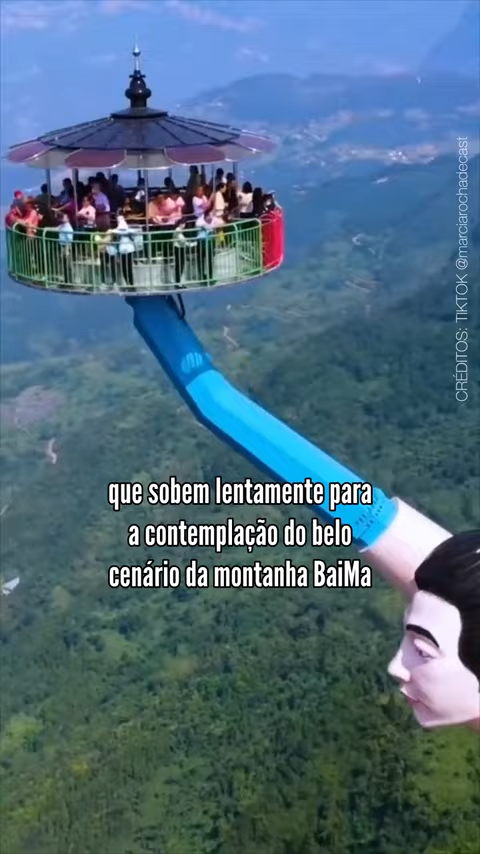 CRÉDITOS: TIKTOK @marciarochadecast
que sobem lentamente para
a contemplação do belo
cenário da montanha BaiMa